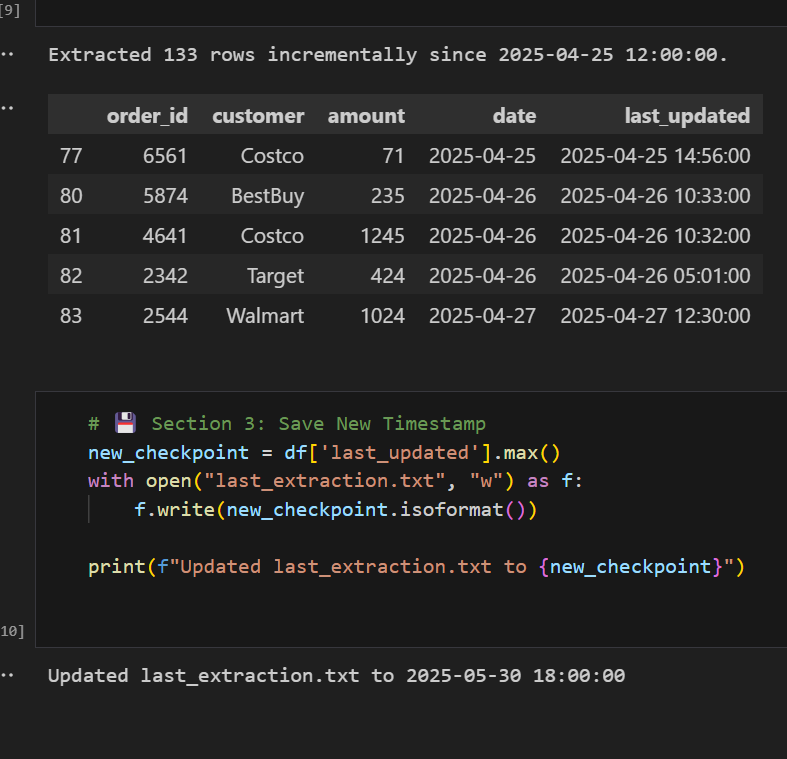 [9]
Extracted 133 rows incrementally since 2025-04-25 12:00:00.
order_id customer amount date last_updated
77 6561 Costco 71 2025-04-25 2025-04-25 14:56:00
80 5874 BestBuy 235 2025-04-26 2025-04-26 10:33:00
81 4641 Costco 1245 2025-04-26 2025-04-26 10:32:00
82 2342 Target 424 2025-04-26 2025-04-26 05:01:00
83 2544 Walmart 1024 2025-04-27 2025-04-27 12:30:00
# 💾 Section 3: Save New Timestamp
new_checkpoint = df['last_updated'].max()
with open("last_extraction.txt", "w") as f:
    f.write(new_checkpoint.isoformat())
print(f"Updated last_extraction.txt to {new_checkpoint}")
10]
Updated last_extraction.txt to 2025-05-30 18:00:00